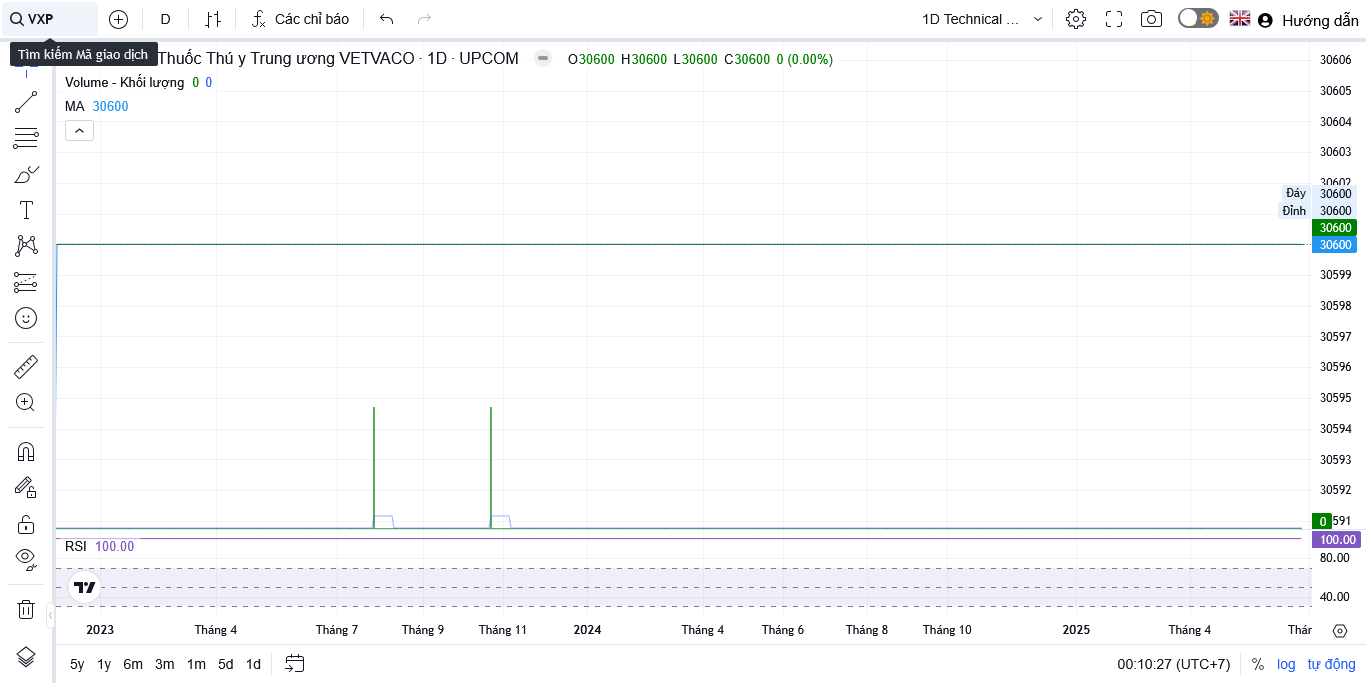 VXP D Các chỉ báo 1D Technical ... Hướng dẫn
Tìm kiếm Mã giao dịch Thuốc Thú y Trung ương VETVACO · 1D · UPCOM O30600 H30600 L30600 C30600 0 (0.00%)
Volume - Khối lượng 0 0
MA 30600
30606
30605
30604
30603
30602
Đáy 30600
Đỉnh 30600
30600
30600
30599
30598
30597
30596
30595
30594
30593
30592
0 591
RSI 100.00
100.00
80.00
40.00
2023 Tháng 4 Tháng 7 Tháng 9 Tháng 11 2024 Tháng 4 Tháng 6 Tháng 8 Tháng 10 2025 Tháng 4 Thár
5y 1y 6m 3m 1m 5d 1d 00:10:27 (UTC+7) % log tự động